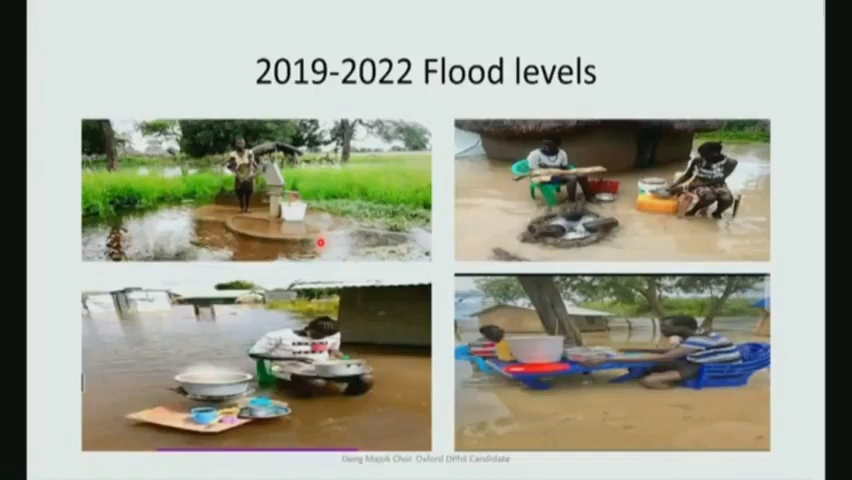 2019-2022 Flood levels
Deng Majok Chol- Oxford DPhil Candidate